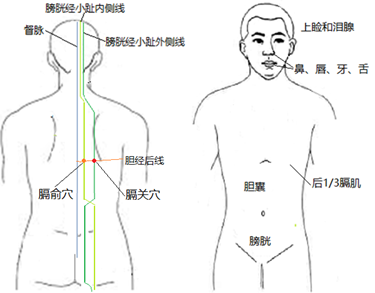 膀胱经小趾内侧线
督脉
膀胱经小趾外侧线
胆经后线
膈俞穴
膈关穴
上睑和泪腺
鼻、唇、牙、舌
胆囊
后1/3膈肌
膀胱